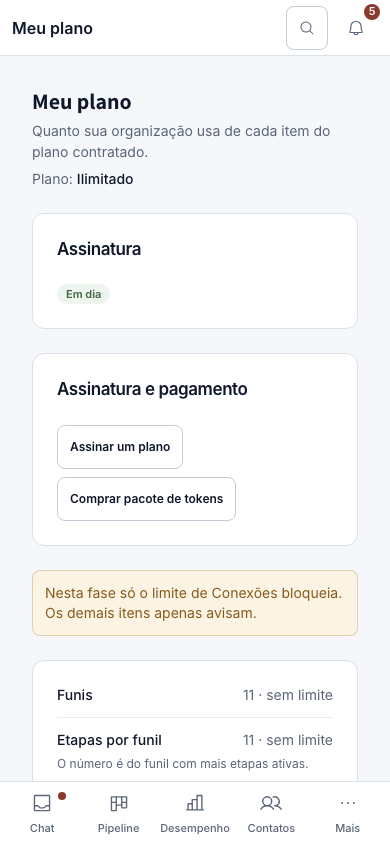 Meu plano
5
Meu plano
Quanto sua organização usa de cada item do
plano contratado.
Plano: Ilimitado
Assinatura
Em dia
Assinatura e pagamento
Assinar um plano
Comprar pacote de tokens
Nesta fase só o limite de Conexões bloqueia.
Os demais itens apenas avisam.
Funis 11 · sem limite
Etapas por funil 11 · sem limite
O número é do funil com mais etapas ativas.
Chat Pipeline Desempenho Contatos Mais